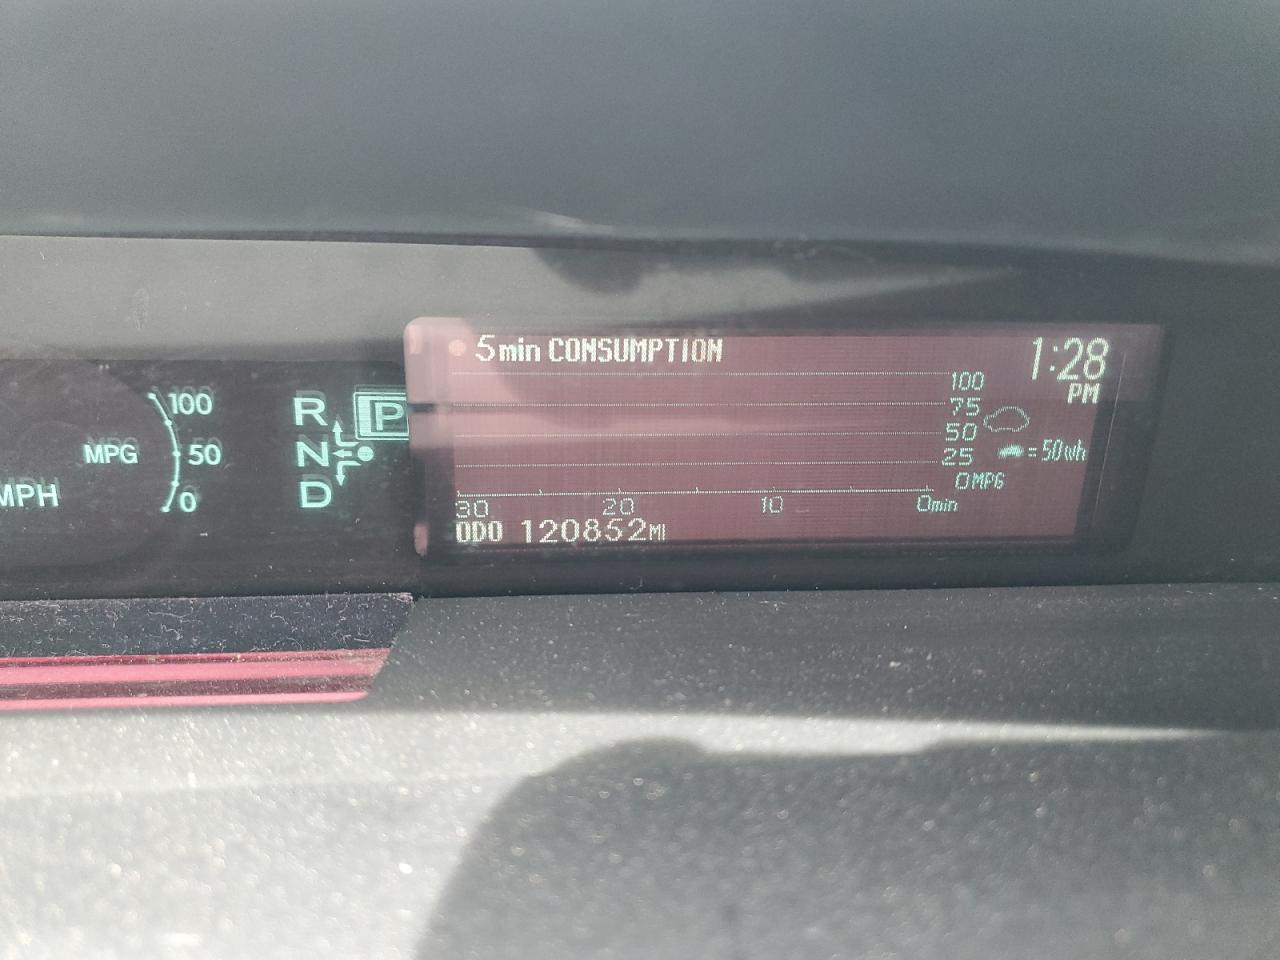 5min CONSUMPTION
1:28
PM
100
75
50
25
0MPG
= 50Wh
30 20 10 0min
ODO 120852MI
MPG
MPH
100
50
0
R
P
N
D